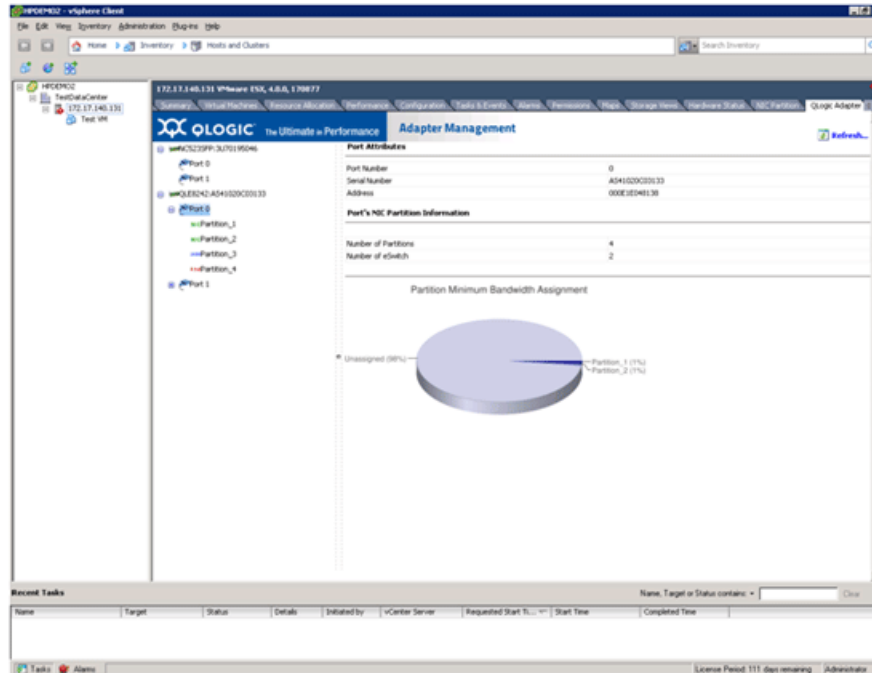 HPDEMO2 - vSphere Client
File Edit View Inventory Administration Plug-ins Help
Home Inventory Hosts and Clusters
Search Inventory
HPDEMO2
TestDataCenter
172.17.140.131
Test VM
172.17.140.131 VMware ESX, 4.0.0, 170877
Summary Virtual Machines Resource Allocation Performance Configuration Tasks & Events Alarms Permissions Maps Storage Views Hardware Status NIC Partition QLogic Adapter
QLOGIC The Ultimate in Performance Adapter Management
Refresh...
NC523SFP:3U70195046
Port 0
Port 1
QLE8242:A041020C03133
Port 0
Partition_1
Partition_2
Partition_3
Partition_4
Port 1
Port Attributes
Port Number 0
Serial Number A041020C03133
Address 000E1E04B138
Port's NIC Partition Information
Number of Partitions 4
Number of eSwitch 2
Partition Minimum Bandwidth Assignment
Unassigned (98%)
Partition_1 (1%)
Partition_2 (1%)
Recent Tasks
Name, Target or Status contains: Clear
Name Target Status Details Initiated by vCenter Server Requested Start Ti... Start Time Completed Time
Tasks Alarms
License Period: 111 days remaining Administrator